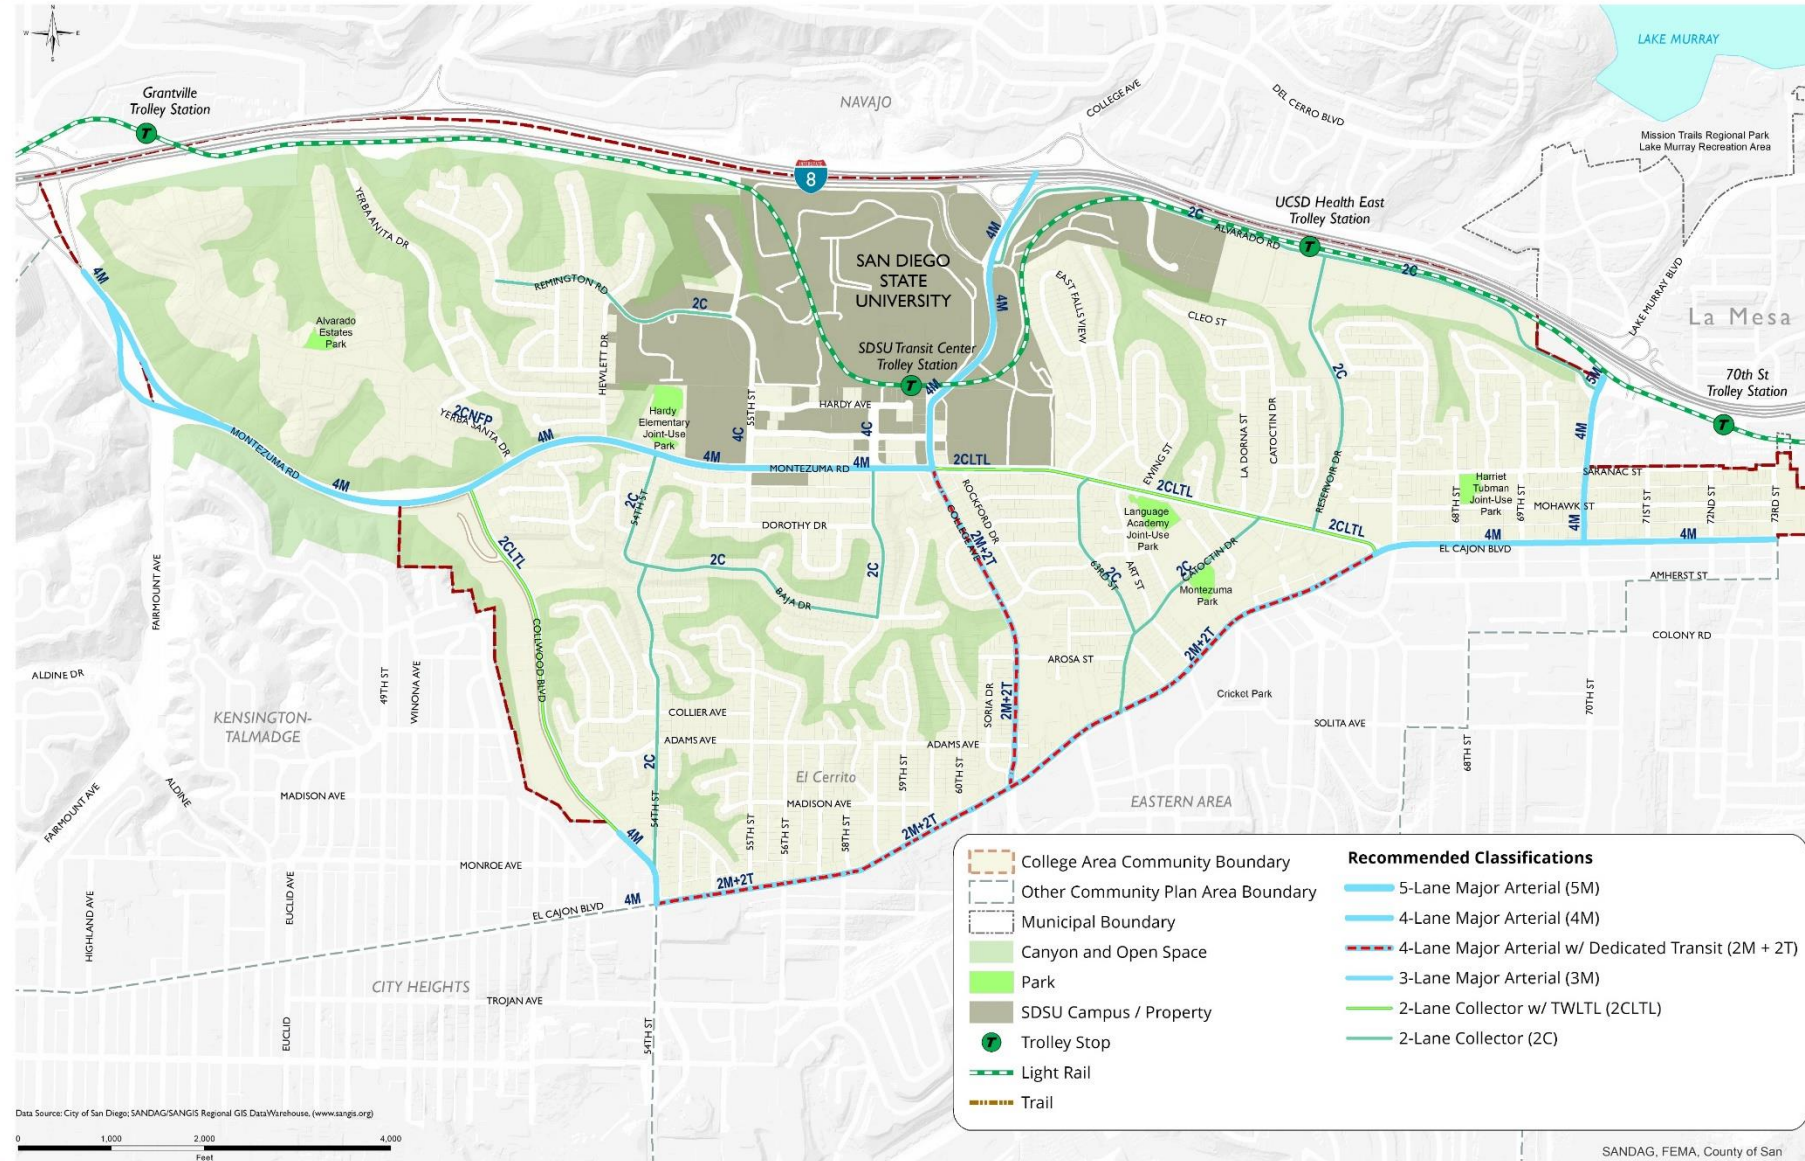 N
W
E
S
LAKE MURRAY
Grantville
Trolley Station
NAVAJO
COLLEGE AVE
DEL CERRO BLVD
Mission Trails Regional Park
Lake Murray Recreation Area
INTERSTATE
8
YERBA ANITA DR
4M
SAN DIEGO
STATE
UNIVERSITY
2C
ALVARADO RD
UCSD Health East
Trolley Station
T
T
2C
LAKE MURRAY BLVD
La Mesa
4M
REMINGTON RD
2C
4M
EAST FALLS VIEW
CLEO ST
Alvarado
Estates
Park
HEWLETT DR
SDSU Transit Center
Trolley Station
T
4M
2C
5M
70th St
Trolley Station
T
2CNFP
YERBA SANTA DR
4M
Hardy
Elementary
Joint-Use
Park
55TH ST
4C
HARDY AVE
4C
LA DORNA ST
CATOCTIN DR
RESERVOIR DR
4M
MONTEZUMA RD
4M
4M
MONTEZUMA RD
4M
2CLTL
EWING ST
2CLTL
SARANAC ST
Harriet
Tubman
Joint-Use
Park
68TH ST
69TH ST
MOHAWK ST
71ST ST
72ND ST
73RD ST
2C
54TH ST
DOROTHY DR
ROCKFORD DR
COLLEGE AVE
2M+2T
Language
Academy
Joint-Use
Park
2CLTL
4M
4M
4M
EL CAJON BLVD
2CLTL
2C
BAJA DR
2C
63RD ST
2C
ART ST
2C
CATOCTIN DR
Montezuma
Park
AMHERST ST
FAIRMOUNT AVE
COLLWOOD BLVD
COLONY RD
ALDINE DR
49TH ST
WINONA AVE
AROSA ST
2M+2T
KENSINGTON-
TALMADGE
COLLIER AVE
SORIA DR
2M+2T
Cricket Park
70TH ST
SOLITA AVE
ADAMS AVE
ADAMS AVE
68TH ST
2C
59TH ST
60TH ST
El Cerrito
ALDINE
FAIRMOUNT AVE
MADISON AVE
MADISON AVE
EASTERN AREA
54TH ST
55TH ST
56TH ST
58TH ST
2M+2T
4M
MONROE AVE
2M+2T
HIGHLAND AVE
EUCLID AVE
EL CAJON BLVD
4M
CITY HEIGHTS
TROJAN AVE
EUCLID
54TH ST
College Area Community Boundary
Other Community Plan Area Boundary
Municipal Boundary
Canyon and Open Space
Park
SDSU Campus / Property
T
Trolley Stop
Light Rail
Trail
Recommended Classifications
5-Lane Major Arterial (5M)
4-Lane Major Arterial (4M)
4-Lane Major Arterial w/ Dedicated Transit (2M + 2T)
3-Lane Major Arterial (3M)
2-Lane Collector w/ TWLTL (2CLTL)
2-Lane Collector (2C)
Data Source: City of San Diego; SANDAG/SANGIS Regional GIS DataWarehouse, (www.sangis.org)
0
1,000
2,000
4,000
Feet
SANDAG, FEMA, County of San